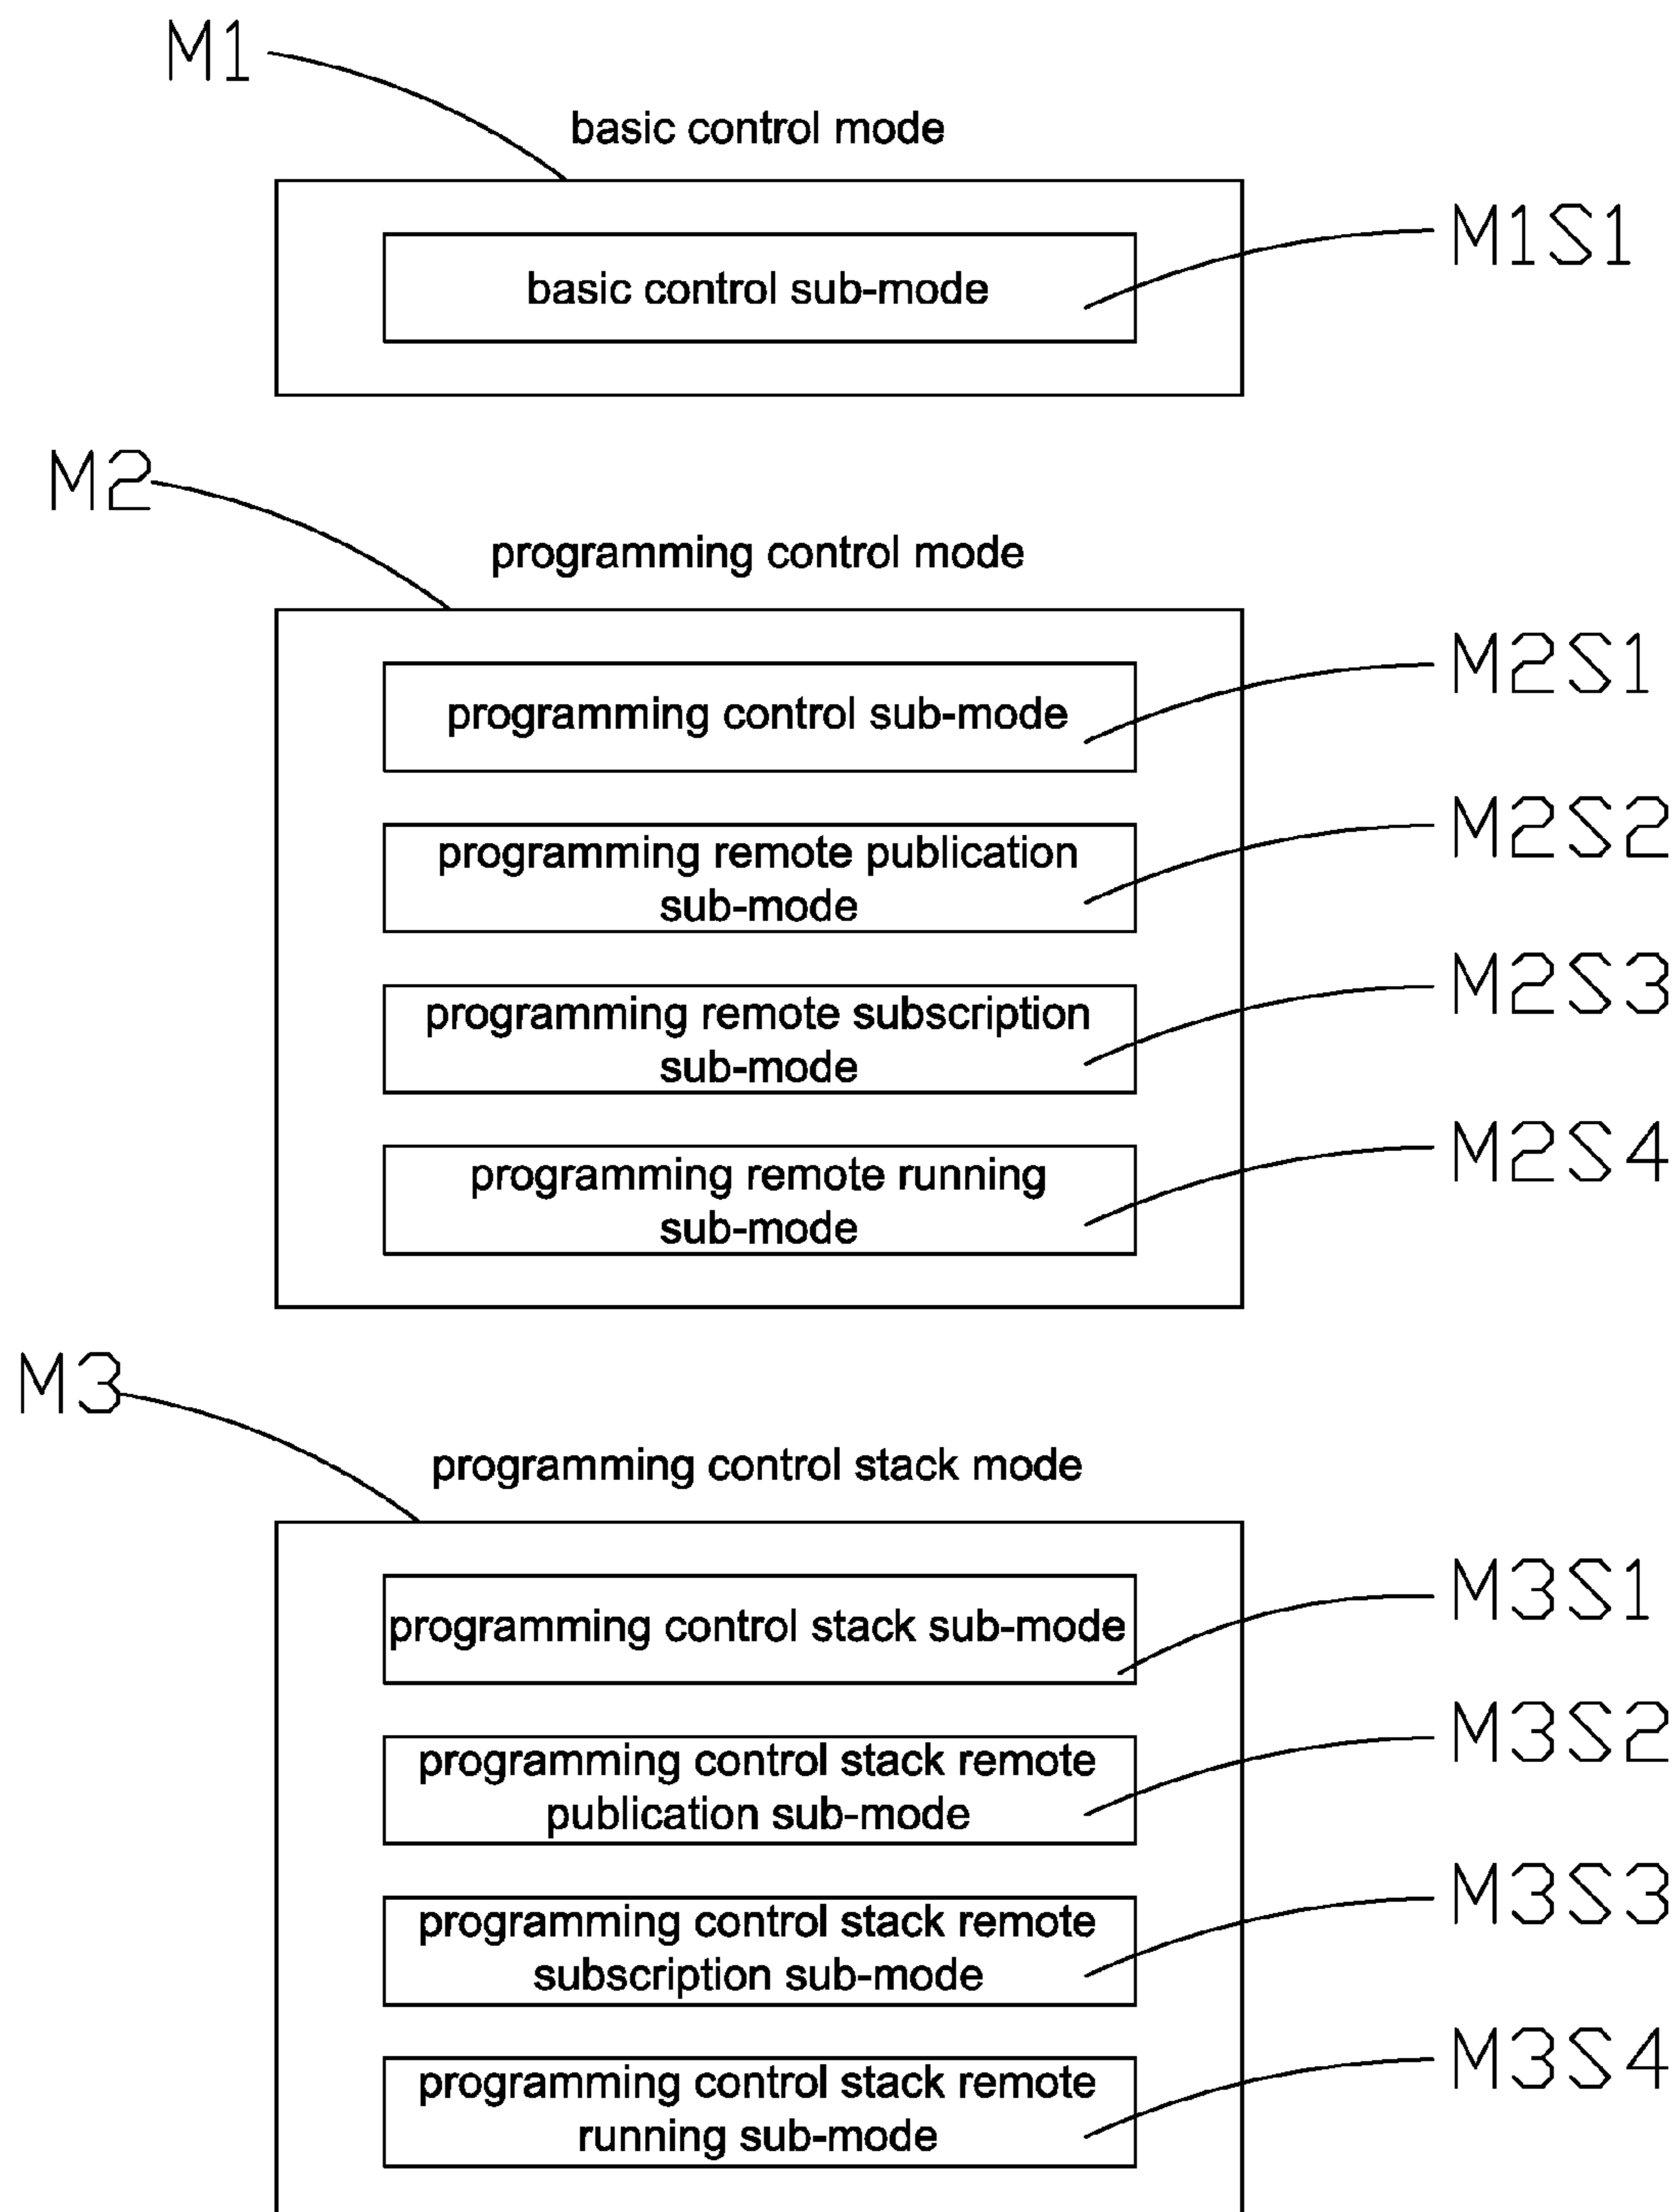 M1
basic control mode
basic control sub-mode
M1S1
M2
programming control mode
programming control sub-mode
M2S1
programming remote publication
sub-mode
M2S2
programming remote subscription
sub-mode
M2S3
programming remote running
sub-mode
M2S4
M3
programming control stack mode
programming control stack sub-mode
M3S1
programming control stack remote
publication sub-mode
M3S2
programming control stack remote
subscription sub-mode
M3S3
programming control stack remote
running sub-mode
M3S4